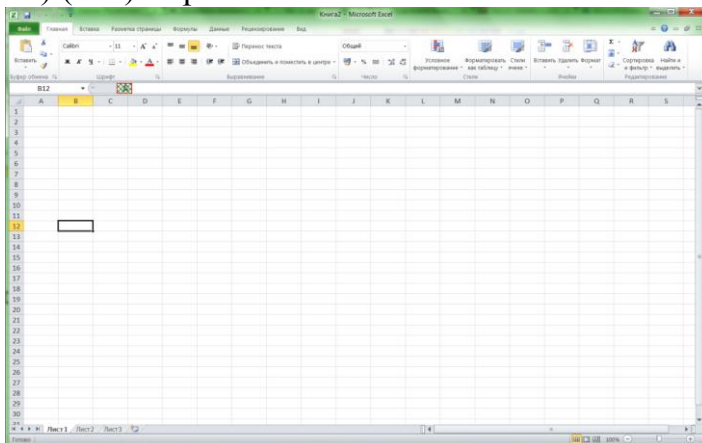 Книга2 - Microsoft Excel
Файл Главная Вставка Разметка страницы Формулы Данные Рецензирование Вид
Вставить
Calibri 11
Ж К Ч
Перенос текста
Объединить и поместить в центре
Общий
Условное форматирование
Форматировать как таблицу
Стили ячеек
Вставить Удалить Формат
Сортировка и фильтр
Найти и выделить
Буфер обмена Шрифт Выравнивание Число Стили Ячейки Редактирование
B12
A B C D E F G H I J K L M N O P Q R S
1
2
3
4
5
6
7
8
9
10
11
12
13
14
15
16
17
18
19
20
21
22
23
24
25
26
27
28
29
30
Лист1 Лист2 Лист3
Готово 100%